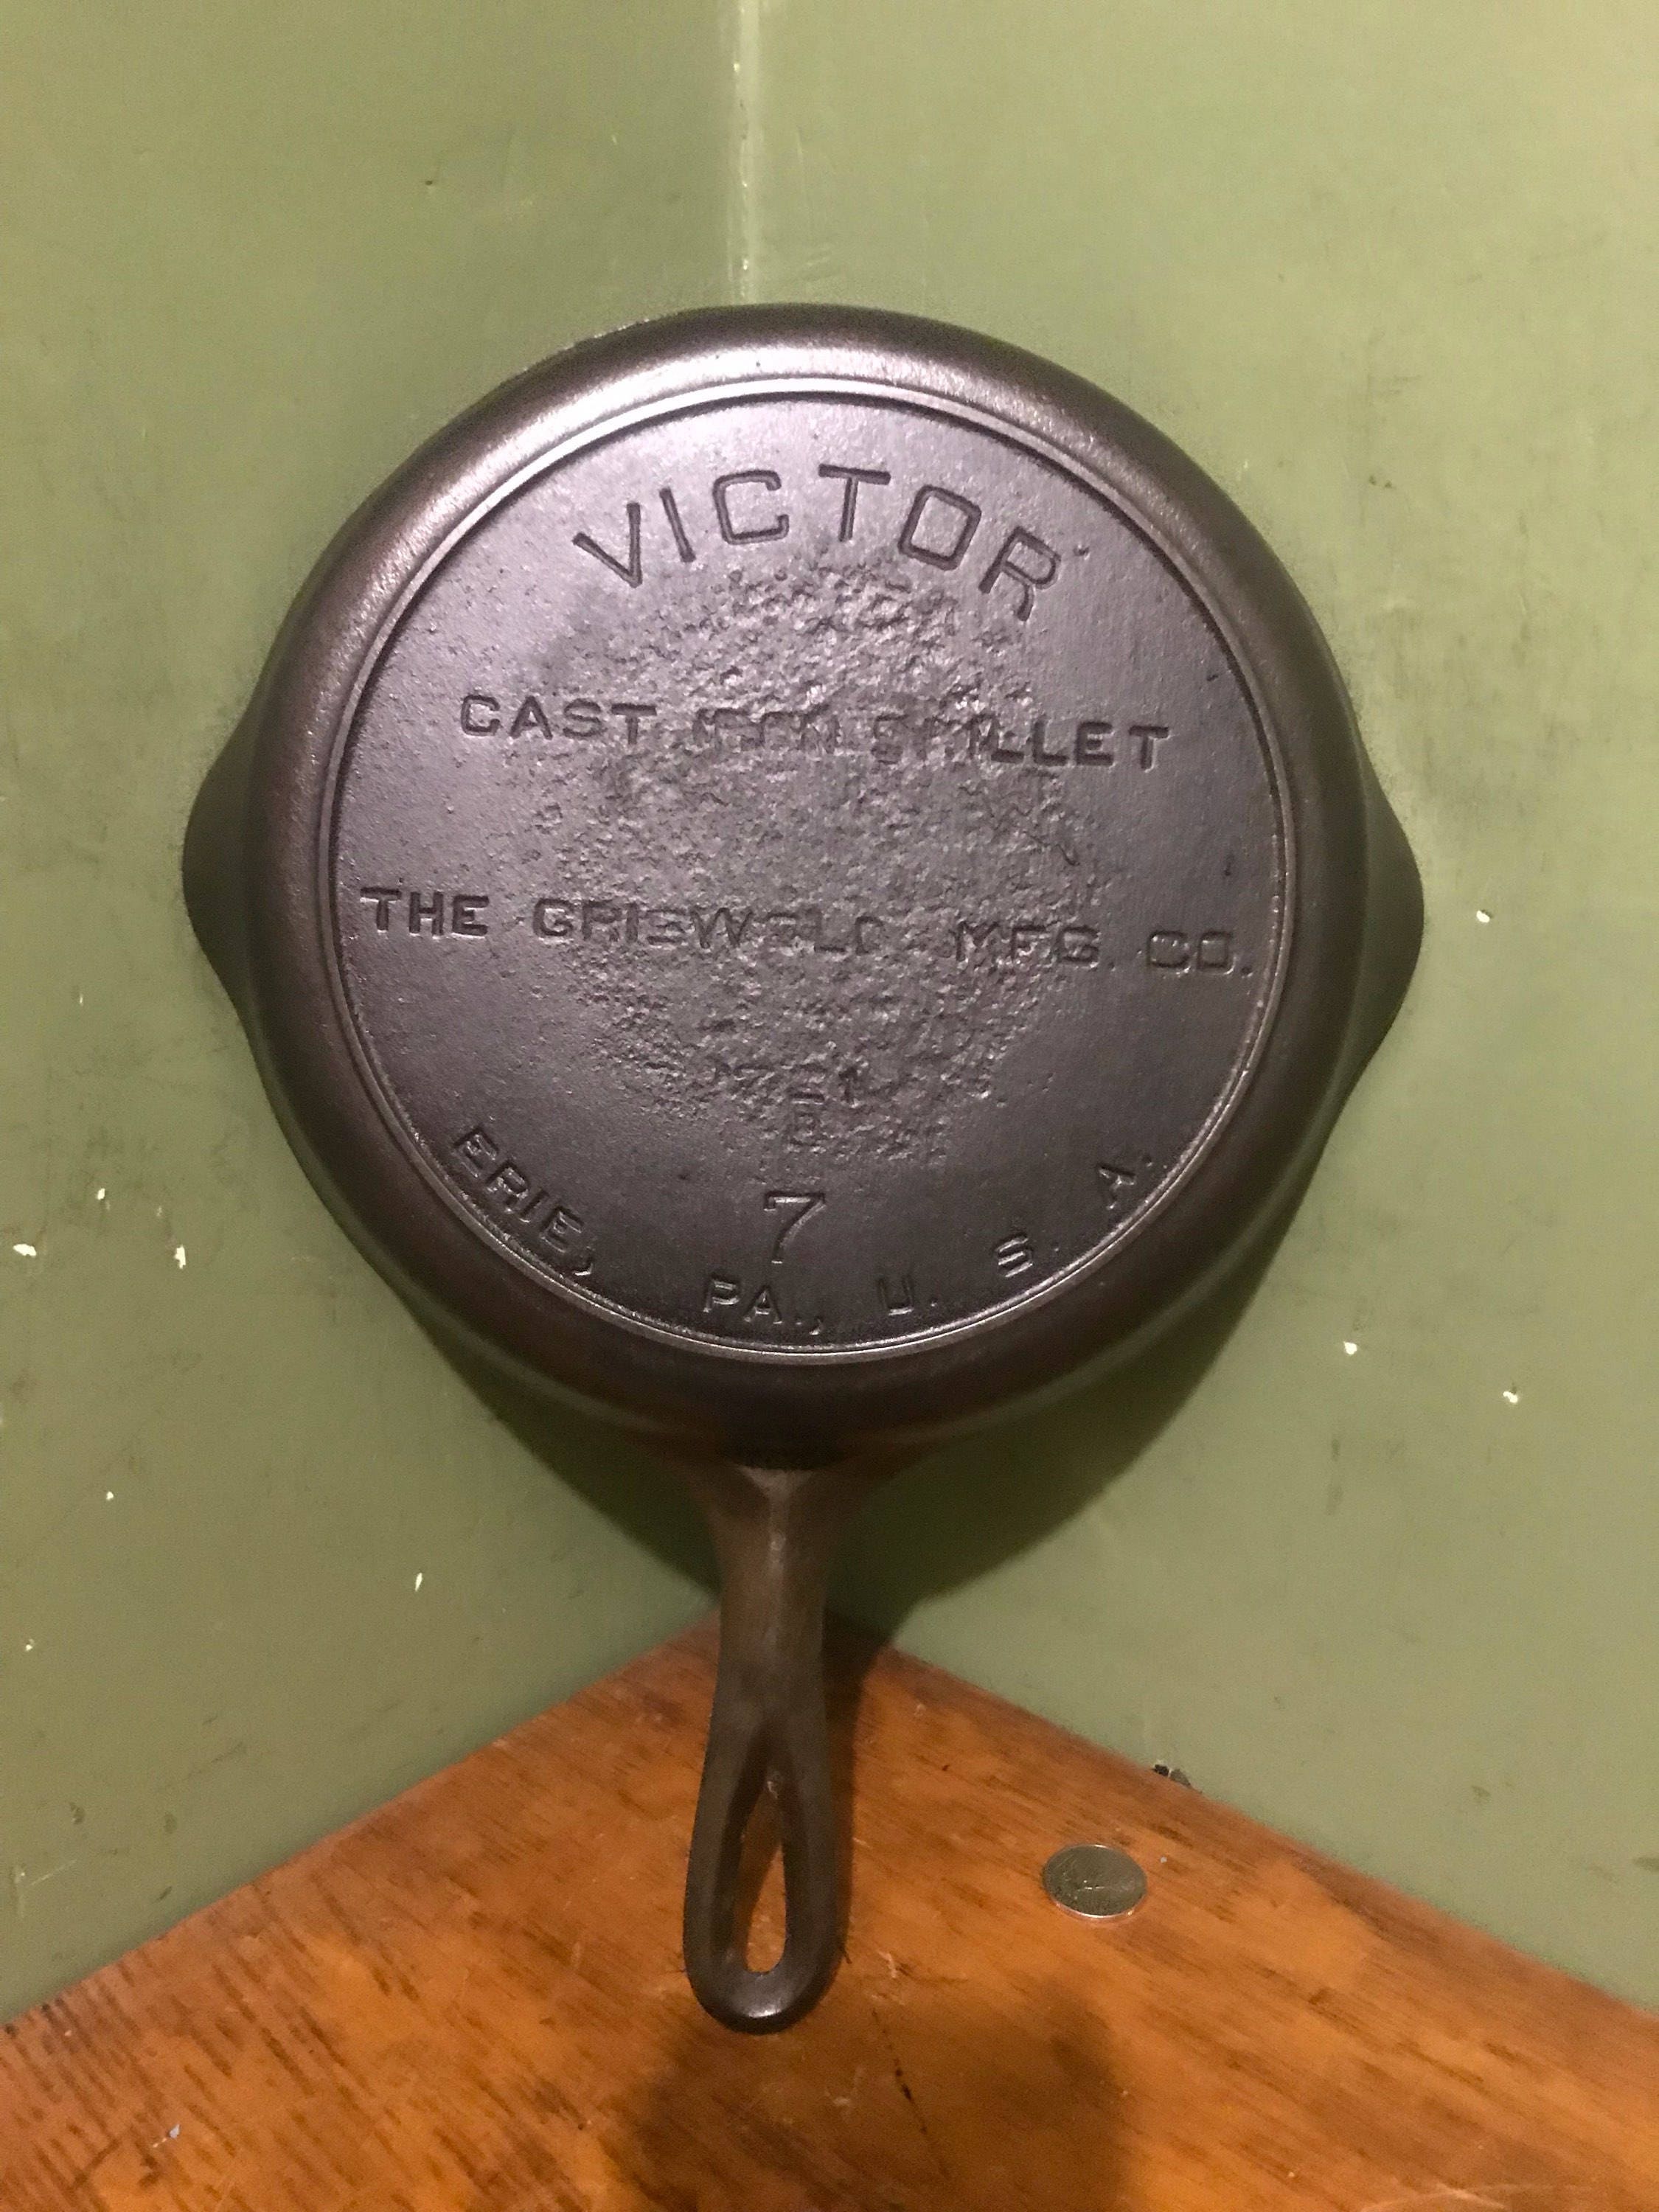 VICTOR
CAST IRON SKILLET
THE GRISWOLD MFG. CO.
7
ERIE, PA., U. S. A.